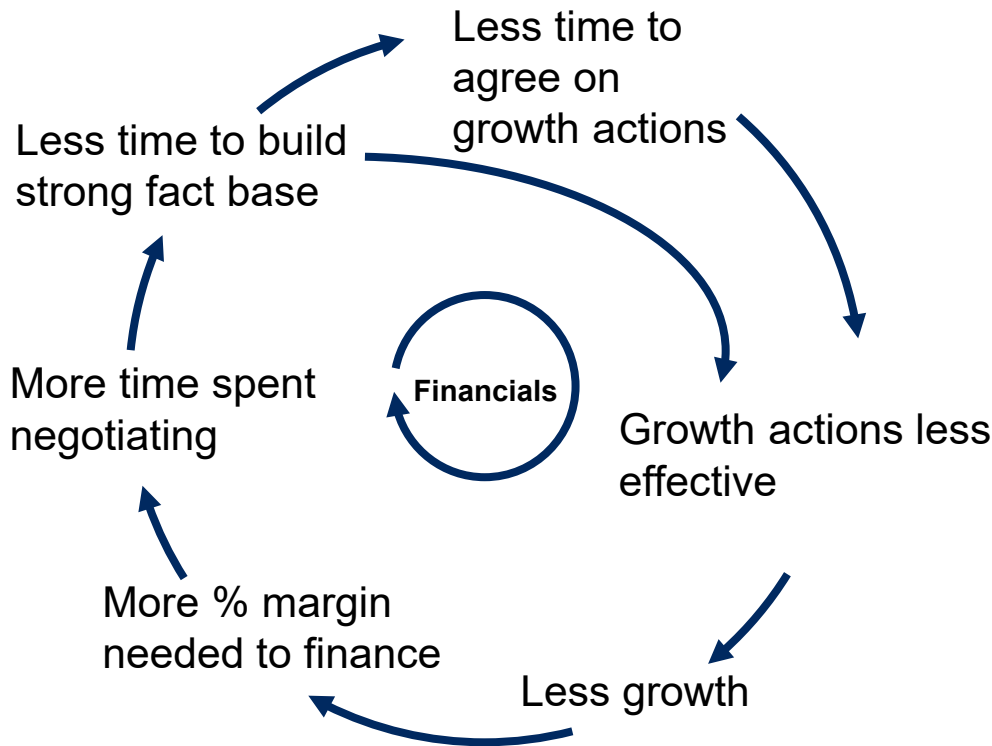 Less time to
agree on
growth actions
Less time to build
strong fact base
More time spent
negotiating
Financials
Growth actions less
effective
More % margin
needed to finance
Less growth